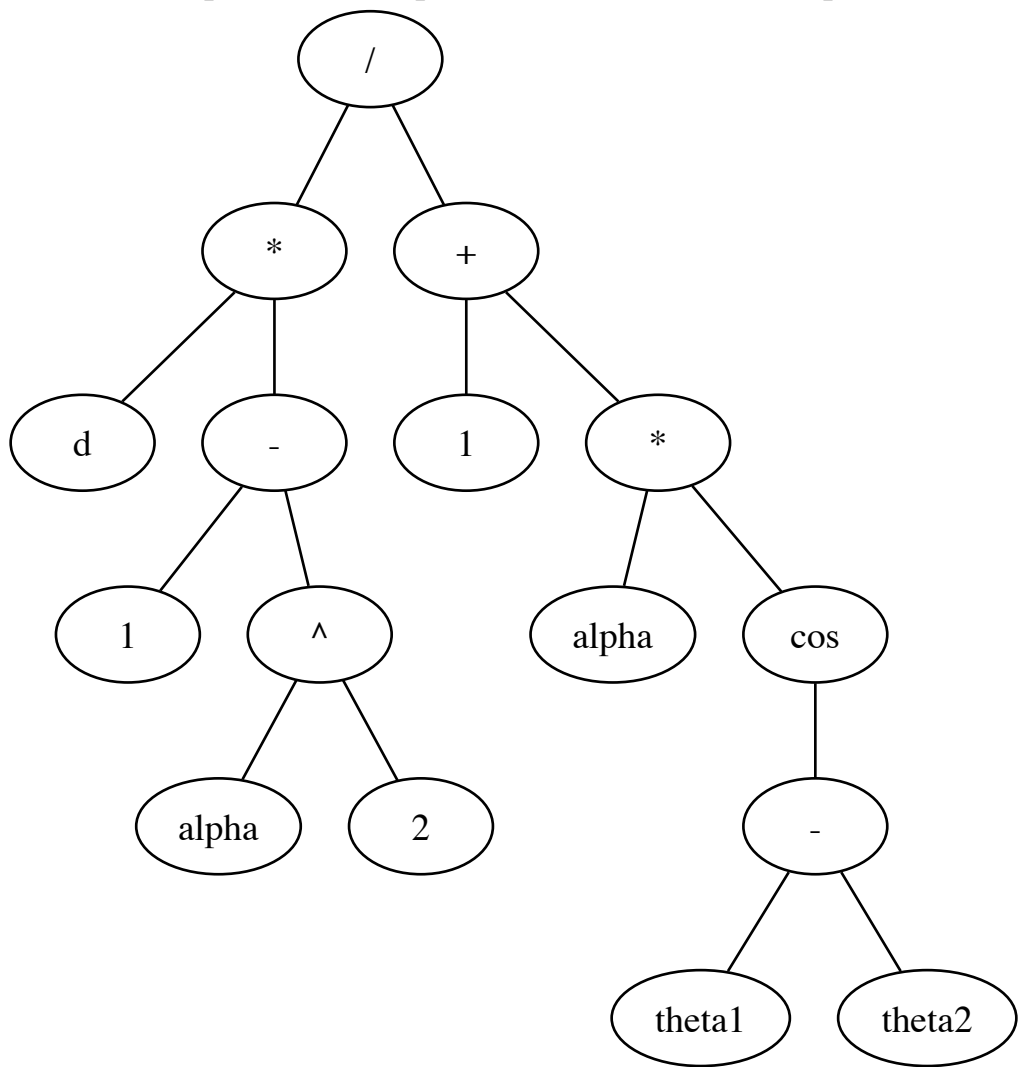 /
* +
d - 1 *
1 ^ alpha cos
alpha 2 -
theta1 theta2